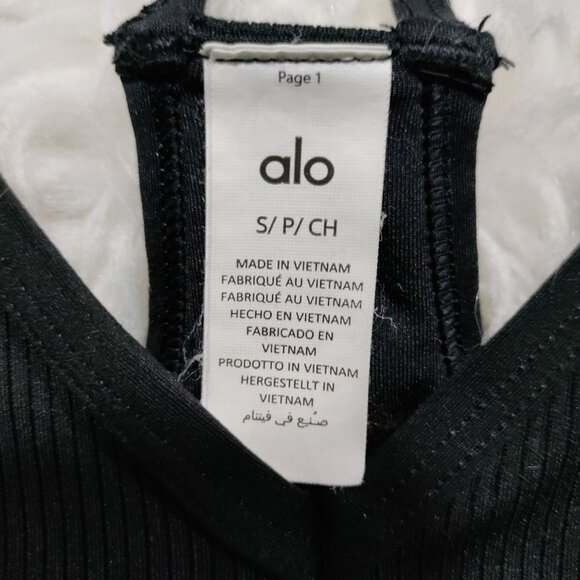 Page 1
alo
S/ P/ CH
MADE IN VIETNAM
FABRIQUÉ AU VIETNAM
FABRIQUÉ AU VIETNAM
HECHO EN VIETNAM
FABRICADO EN
VIETNAM
PRODOTTO IN VIETNAM
HERGESTELLT IN
VIETNAM
صُنع في فيتنام